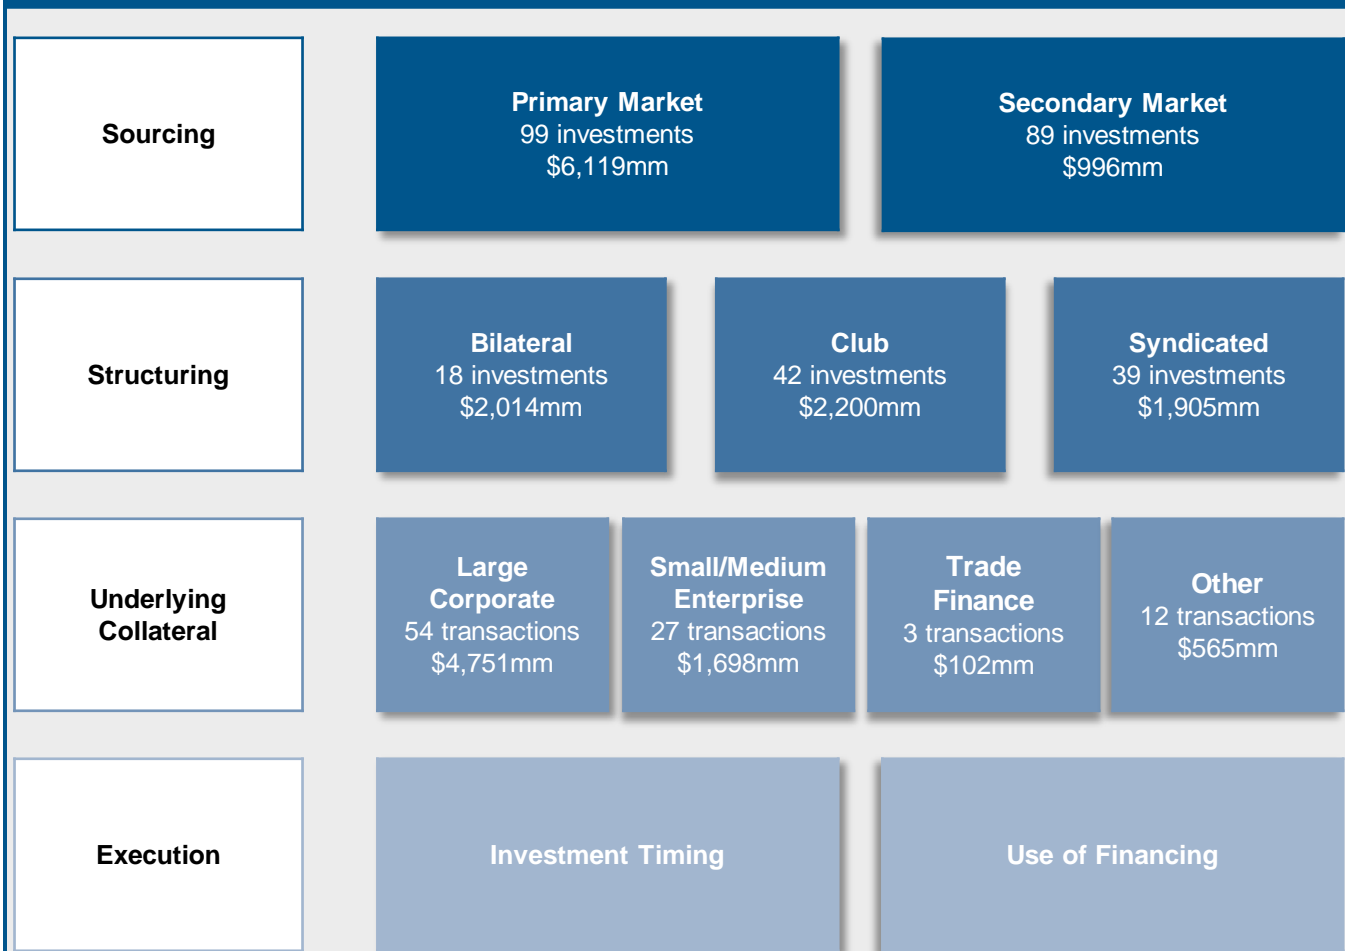 Sourcing
Primary Market
99 investments
$6,119mm
Secondary Market
89 investments
$996mm
Structuring
Bilateral
18 investments
$2,014mm
Club
42 investments
$2,200mm
Syndicated
39 investments
$1,905mm
Underlying
Collateral
Large
Corporate
54 transactions
$4,751mm
Small/Medium
Enterprise
27 transactions
$1,698mm
Trade
Finance
3 transactions
$102mm
Other
12 transactions
$565mm
Execution
Investment Timing
Use of Financing